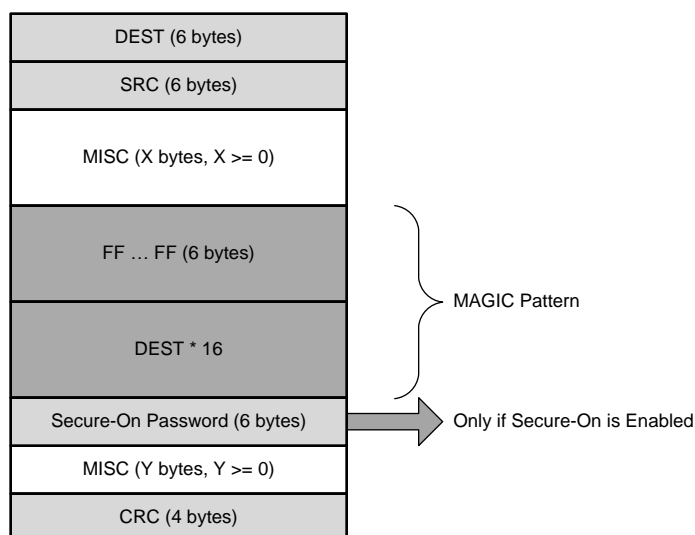 DEST (6 bytes)
SRC (6 bytes)
MISC (X bytes, X >= 0)
FF … FF (6 bytes)
MAGIC Pattern
DEST * 16
Secure-On Password (6 bytes)
Only if Secure-On is Enabled
MISC (Y bytes, Y >= 0)
CRC (4 bytes)